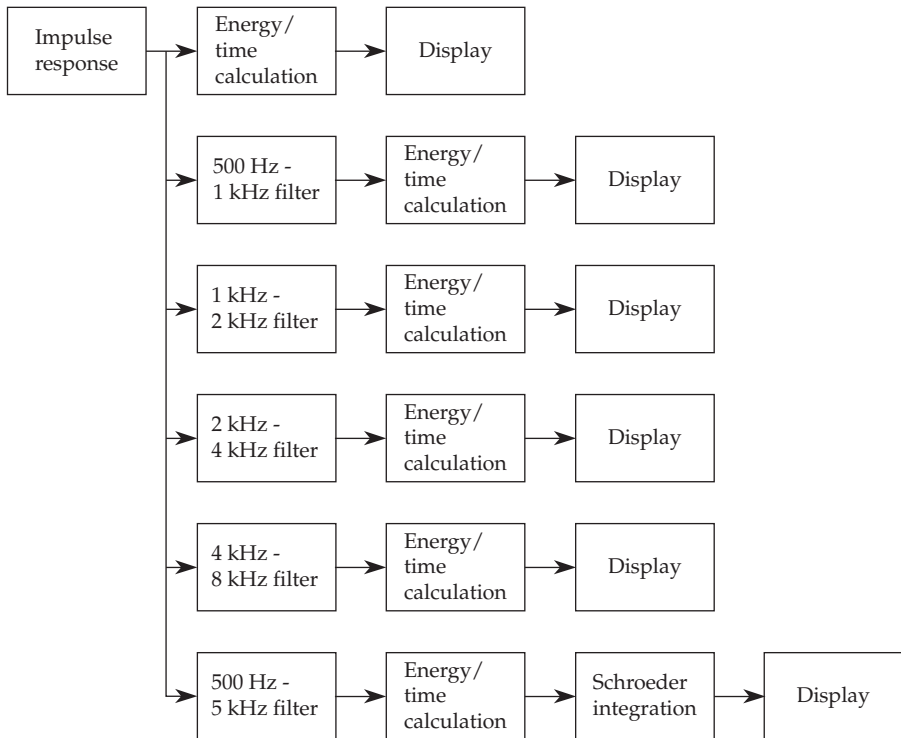 Impulse
response
Energy/
time
calculation
Display
500 Hz -
1 kHz filter
Energy/
time
calculation
Display
1 kHz -
2 kHz filter
Energy/
time
calculation
Display
2 kHz -
4 kHz filter
Energy/
time
calculation
Display
4 kHz -
8 kHz filter
Energy/
time
calculation
Display
500 Hz -
5 kHz filter
Energy/
time
calculation
Schroeder
integration
Display